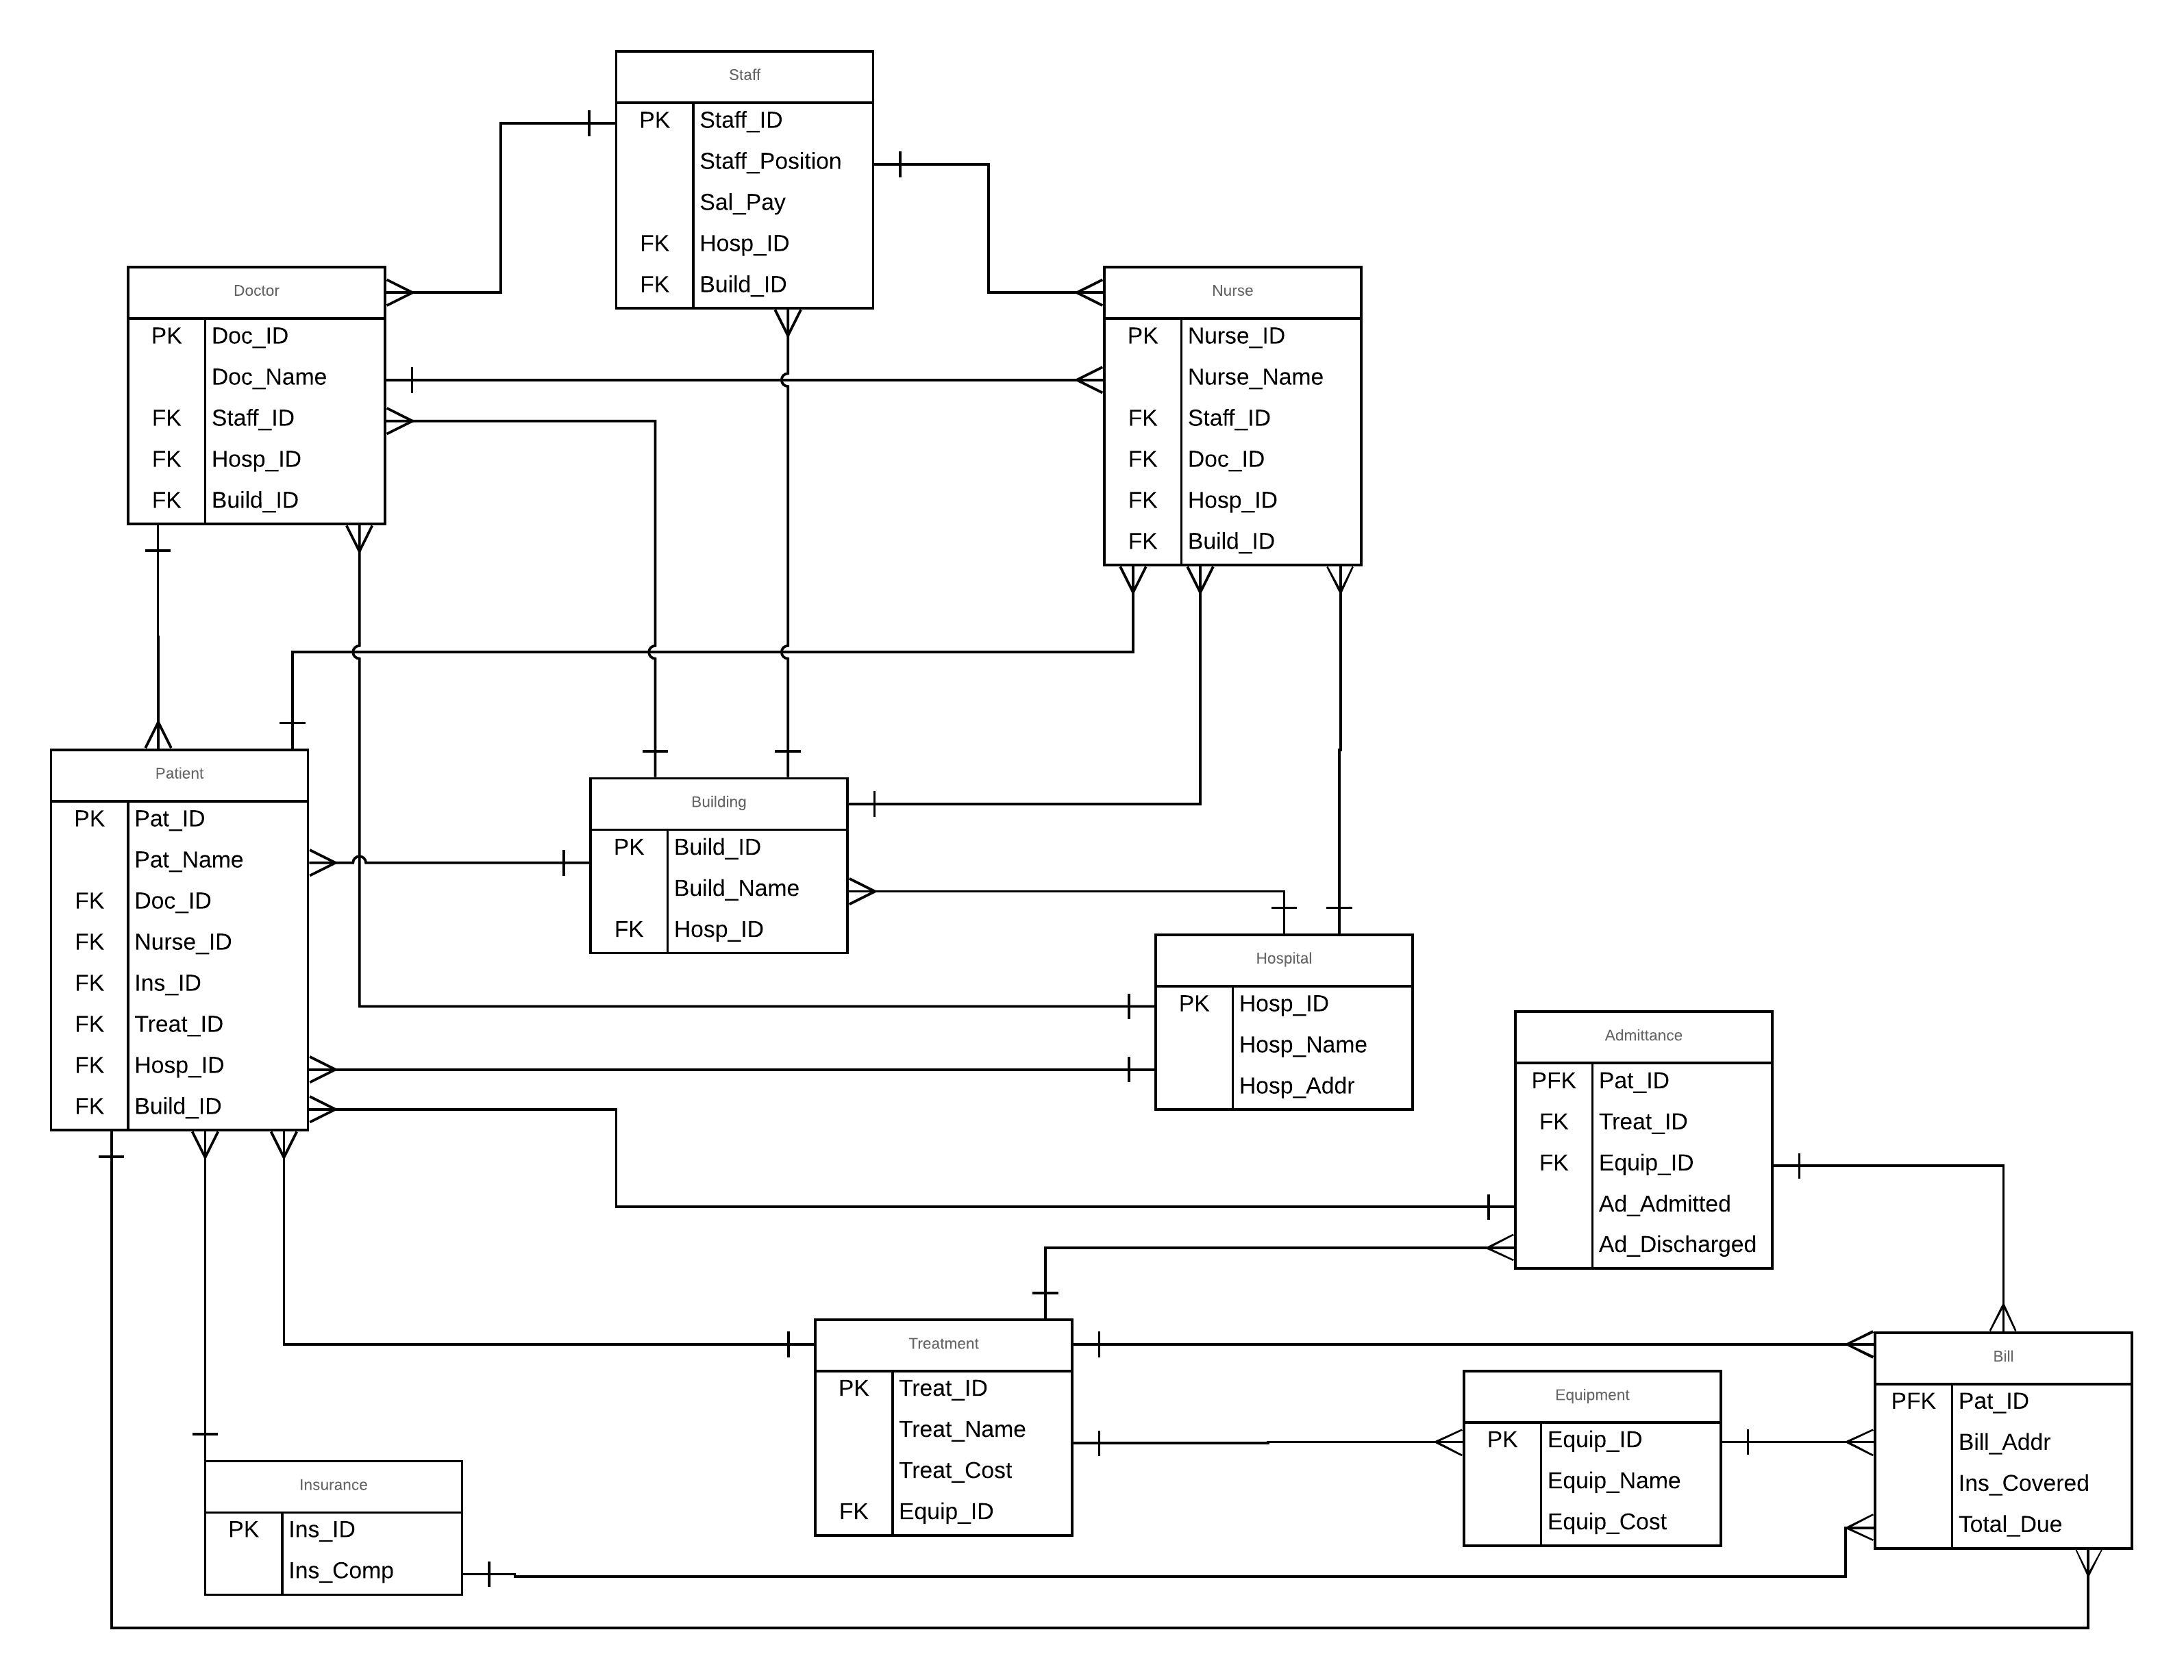 Staff
PK Staff_ID
Staff_Position
Sal_Pay
FK Hosp_ID
FK Build_ID
Doctor
PK Doc_ID
Doc_Name
FK Staff_ID
FK Hosp_ID
FK Build_ID
Nurse
PK Nurse_ID
Nurse_Name
FK Staff_ID
FK Doc_ID
FK Hosp_ID
FK Build_ID
Patient
PK Pat_ID
Pat_Name
FK Doc_ID
FK Nurse_ID
FK Ins_ID
FK Treat_ID
FK Hosp_ID
FK Build_ID
Building
PK Build_ID
Build_Name
FK Hosp_ID
Hospital
PK Hosp_ID
Hosp_Name
Hosp_Addr
Admittance
PFK Pat_ID
FK Treat_ID
FK Equip_ID
Ad_Admitted
Ad_Discharged
Treatment
PK Treat_ID
Treat_Name
Treat_Cost
FK Equip_ID
Equipment
PK Equip_ID
Equip_Name
Equip_Cost
Bill
PFK Pat_ID
Bill_Addr
Ins_Covered
Total_Due
Insurance
PK Ins_ID
Ins_Comp